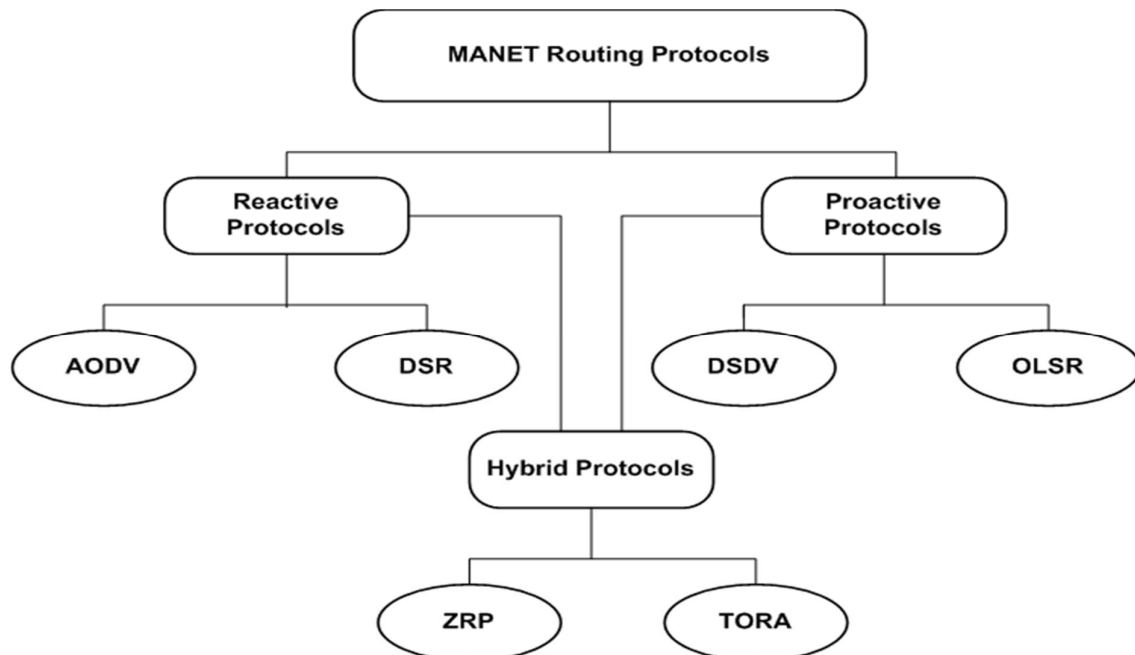 MANET Routing Protocols
Reactive
Protocols
Proactive
Protocols
AODV
DSR
DSDV
OLSR
Hybrid Protocols
ZRP
TORA